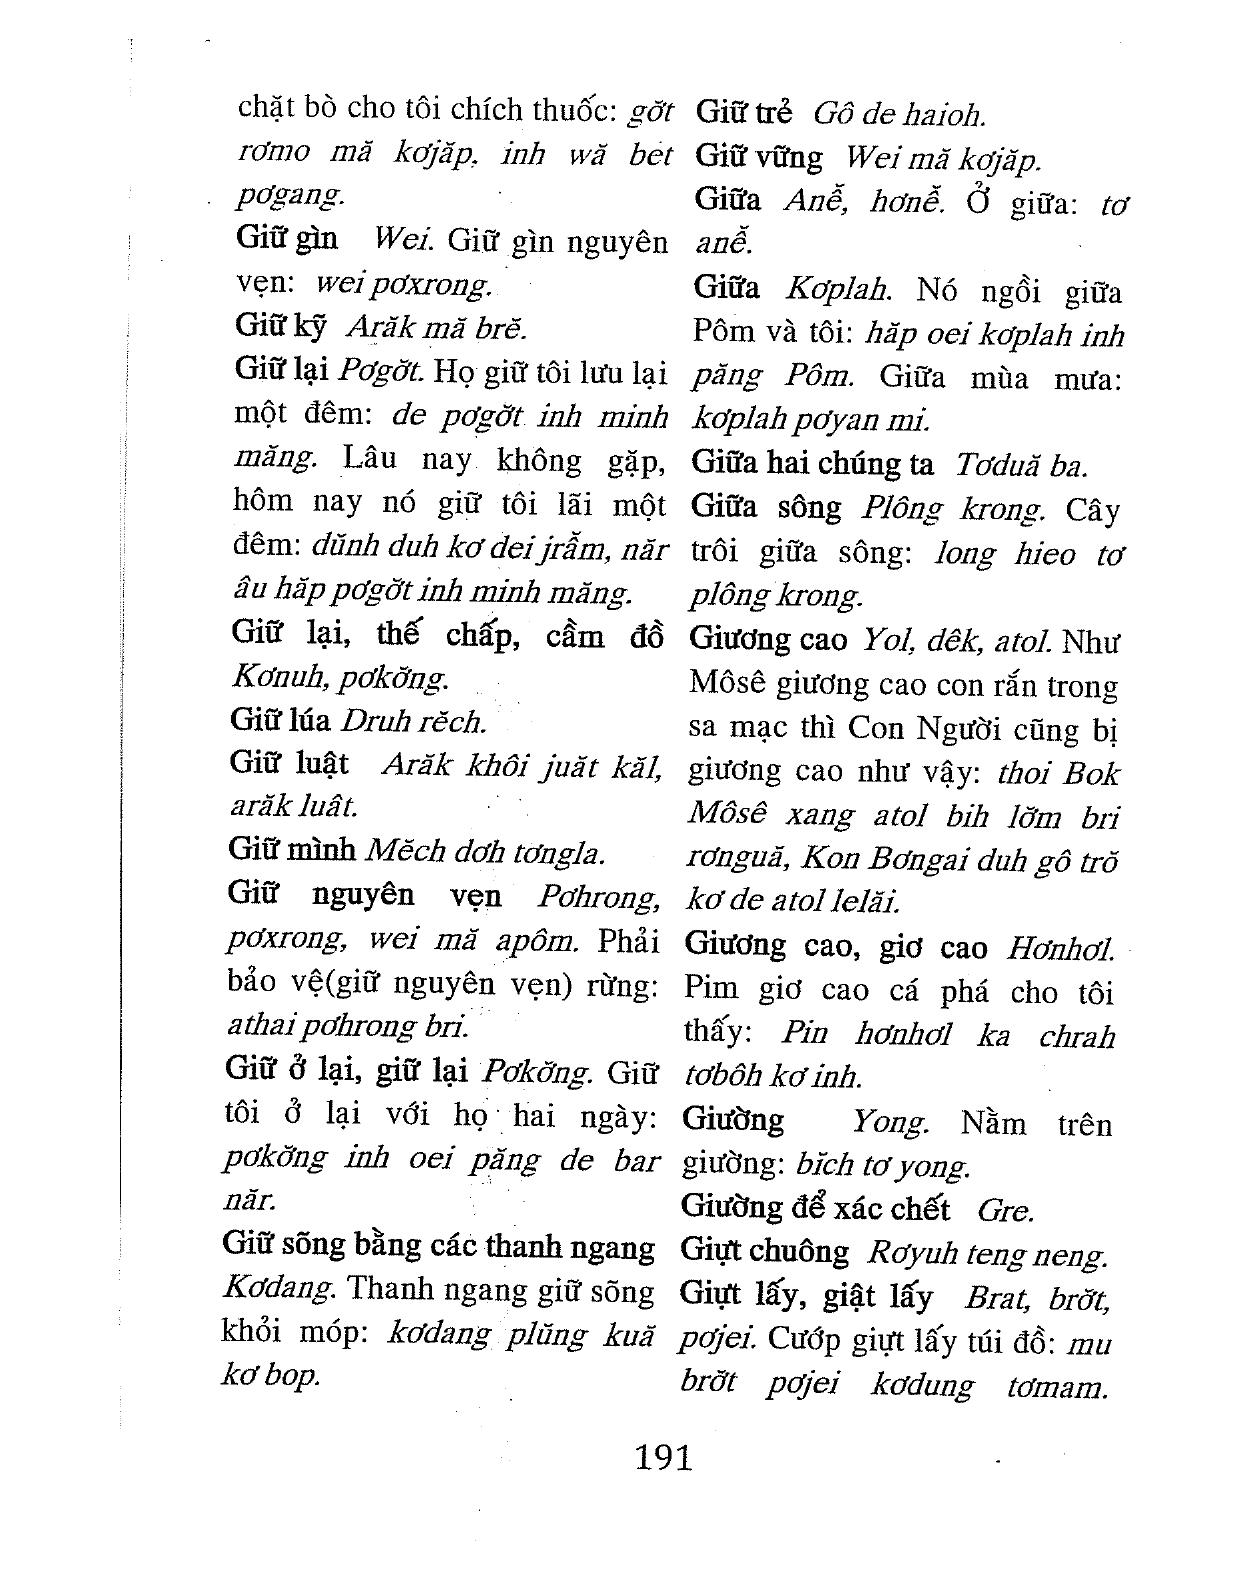 chặt bò cho tôi chích thuốc: gơ̆t
rơmo mă kơjăp, inh wă bet
pơgang.
Giữ gìn Wei. Giữ gìn nguyên
vẹn: wei pơxrong.
Giữ kỹ Arăk mă brĕ.
Giữ lại Pơgơ̆t. Họ giữ tôi lưu lại
một đêm: de pơgơ̆t inh minh
măng. Lâu nay không gặp,
hôm nay nó giữ tôi lãi một
đêm: dŭnh duh kơ dei jrẵm, năr
âu hăp pơgơ̆t inh minh măng.
Giữ lại, thế chấp, cầm đồ
Kơnuh, pơkơ̆ng.
Giữ lúa Druh rĕch.
Giữ luật Arăk khôi juăt kăl,
arăk luât.
Giữ mình Mĕch dơh tơngla.
Giữ nguyên vẹn Pơhrong,
pơxrong, wei mă apôm. Phải
bảo vệ(giữ nguyên vẹn) rừng:
athai pơhrong bri.
Giữ ở lại, giữ lại Pơkơ̆ng. Giữ
tôi ở lại với họ hai ngày:
pơkơ̆ng inh oei păng de bar
năr.
Giữ sõng bằng các thanh ngang
Kơdang. Thanh ngang giữ sõng
khỏi móp: kơdang plŭng kuă
kơ bop.
Giữ trẻ Gô de haioh.
Giữ vững Wei mă kơjăp.
Giữa Anê̆, hơnê̆. Ở giữa: tơ
anê̆.
Giữa Kơplah. Nó ngồi giữa
Pôm và tôi: hăp oei kơplah inh
păng Pôm. Giữa mùa mưa:
kơplah pơyan mi.
Giữa hai chúng ta Tơduă ba.
Giữa sông Plông krong. Cây
trôi giữa sông: long hieo tơ
plông krong.
Giương cao Yol, dêk, atol. Như
Môsê giương cao con rắn trong
sa mạc thì Con Người cũng bị
giương cao như vậy: thoi Bok
Môsê xang atol bih lơ̆m bri
rơnguă, Kon Bơngai duh gô trŏ
kơ de atol lelăi.
Giương cao, giơ cao Hơnhơl.
Pim giơ cao cá phá cho tôi
thấy: Pin hơnhơl ka chrah
tơbôh kơ inh.
Giường Yong. Nằm trên
giường: bĭch tơ yong.
Giường để xác chết Gre.
Giựt chuông Rơyuh teng neng.
Giựt lấy, giật lấy Brat, brơ̆t,
pơjei. Cướp giựt lấy túi đồ: mu
brơ̆t pơjei kơdung tơmam.
191